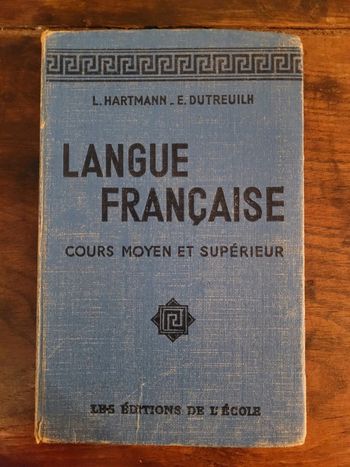 L. HARTMANN - E. DUTREUILH
LANGUE
FRANÇAISE
COURS MOYEN ET SUPÉRIEUR
LES ÉDITIONS DE L'ÉCOLE